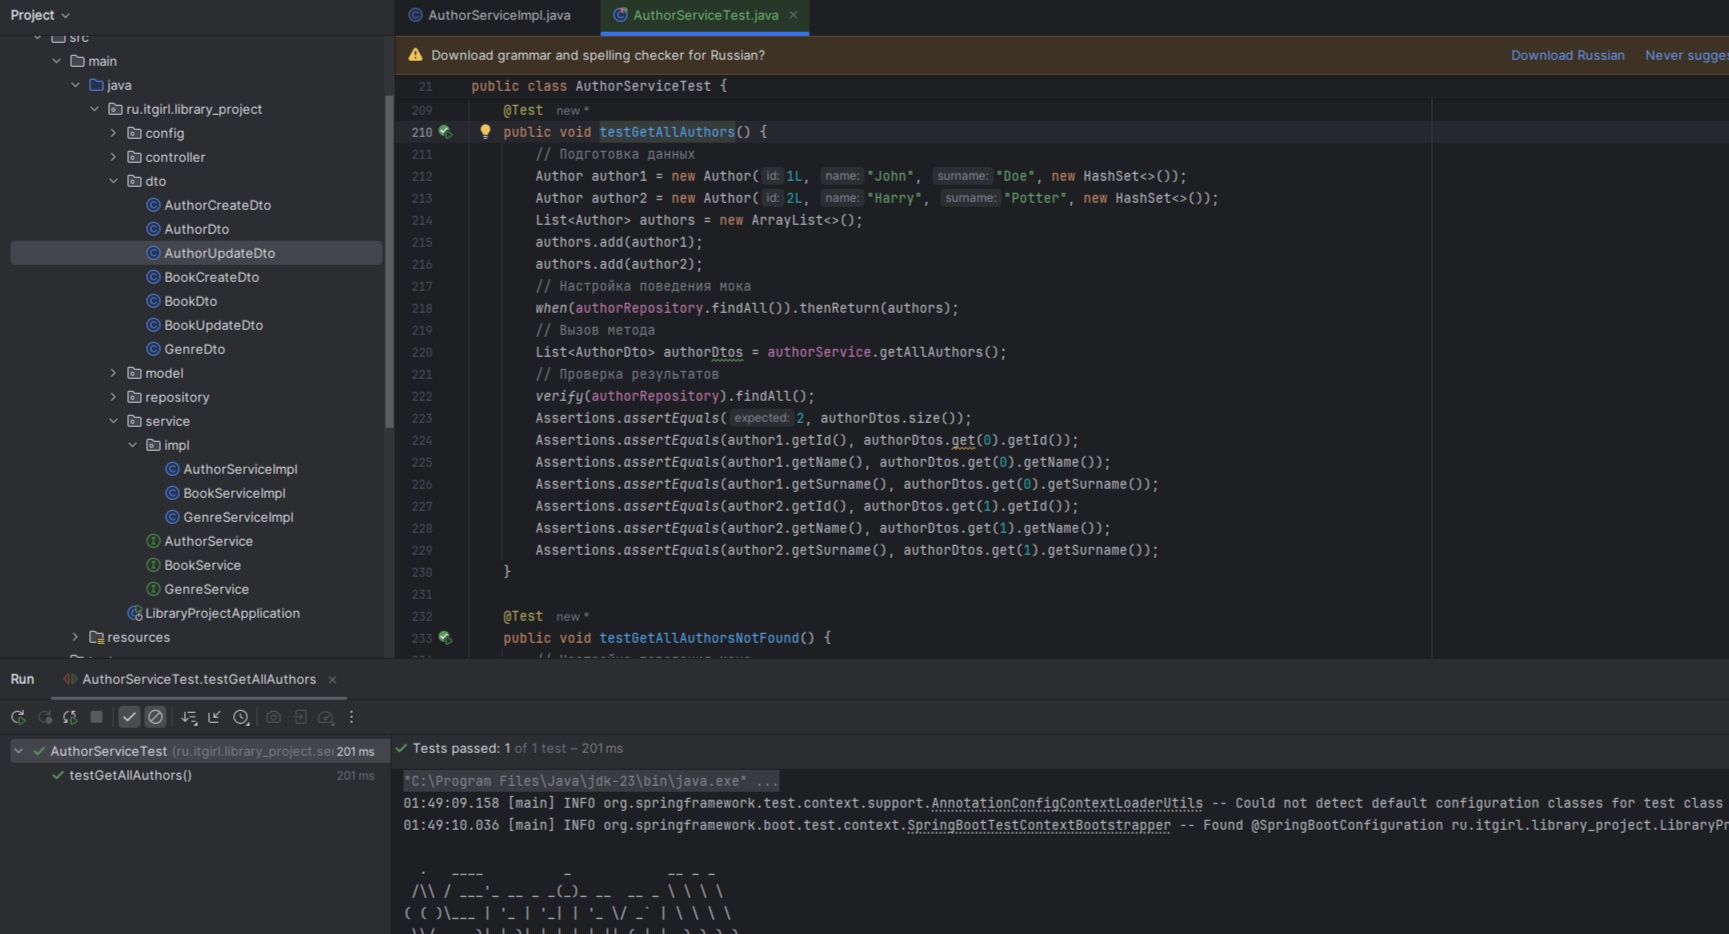 Project
AuthorServiceImpl.java
AuthorServiceTest.java
src
main
java
ru.itgirl.library_project
config
controller
dto
AuthorCreateDto
AuthorDto
AuthorUpdateDto
BookCreateDto
BookDto
BookUpdateDto
GenreDto
model
repository
service
impl
AuthorServiceImpl
BookServiceImpl
GenreServiceImpl
AuthorService
BookService
GenreService
LibraryProjectApplication
resources
Download grammar and spelling checker for Russian?
Download Russian
Never sugges
21 public class AuthorServiceTest {
209 @Test new *
210 public void testGetAllAuthors() {
211 // Подготовка данных
212 Author author1 = new Author( id: 1L, name: "John", surname: "Doe", new HashSet<>());
213 Author author2 = new Author( id: 2L, name: "Harry", surname: "Potter", new HashSet<>());
214 List<Author> authors = new ArrayList<>();
215 authors.add(author1);
216 authors.add(author2);
217 // Настройка поведения мока
218 when(authorRepository.findAll()).thenReturn(authors);
219 // Вызов метода
220 List<AuthorDto> authorDtos = authorService.getAllAuthors();
221 // Проверка результатов
222 verify(authorRepository).findAll();
223 Assertions.assertEquals( expected: 2, authorDtos.size());
224 Assertions.assertEquals(author1.getId(), authorDtos.get(0).getId());
225 Assertions.assertEquals(author1.getName(), authorDtos.get(0).getName());
226 Assertions.assertEquals(author1.getSurname(), authorDtos.get(0).getSurname());
227 Assertions.assertEquals(author2.getId(), authorDtos.get(1).getId());
228 Assertions.assertEquals(author2.getName(), authorDtos.get(1).getName());
229 Assertions.assertEquals(author2.getSurname(), authorDtos.get(1).getSurname());
230 }
231
232 @Test new *
233 public void testGetAllAuthorsNotFound() {
Run
AuthorServiceTest.testGetAllAuthors
AuthorServiceTest (ru.itgirl.library_project.ser 201 ms
testGetAllAuthors() 201 ms
Tests passed: 1 of 1 test – 201 ms
"C:\Program Files\Java\jdk-23\bin\java.exe" ...
01:49:09.158 [main] INFO org.springframework.test.context.support.AnnotationConfigContextLoaderUtils -- Could not detect default configuration classes for test class
01:49:10.036 [main] INFO org.springframework.boot.test.context.SpringBootTestContextBootstrapper -- Found @SpringBootConfiguration ru.itgirl.library_project.LibraryPr